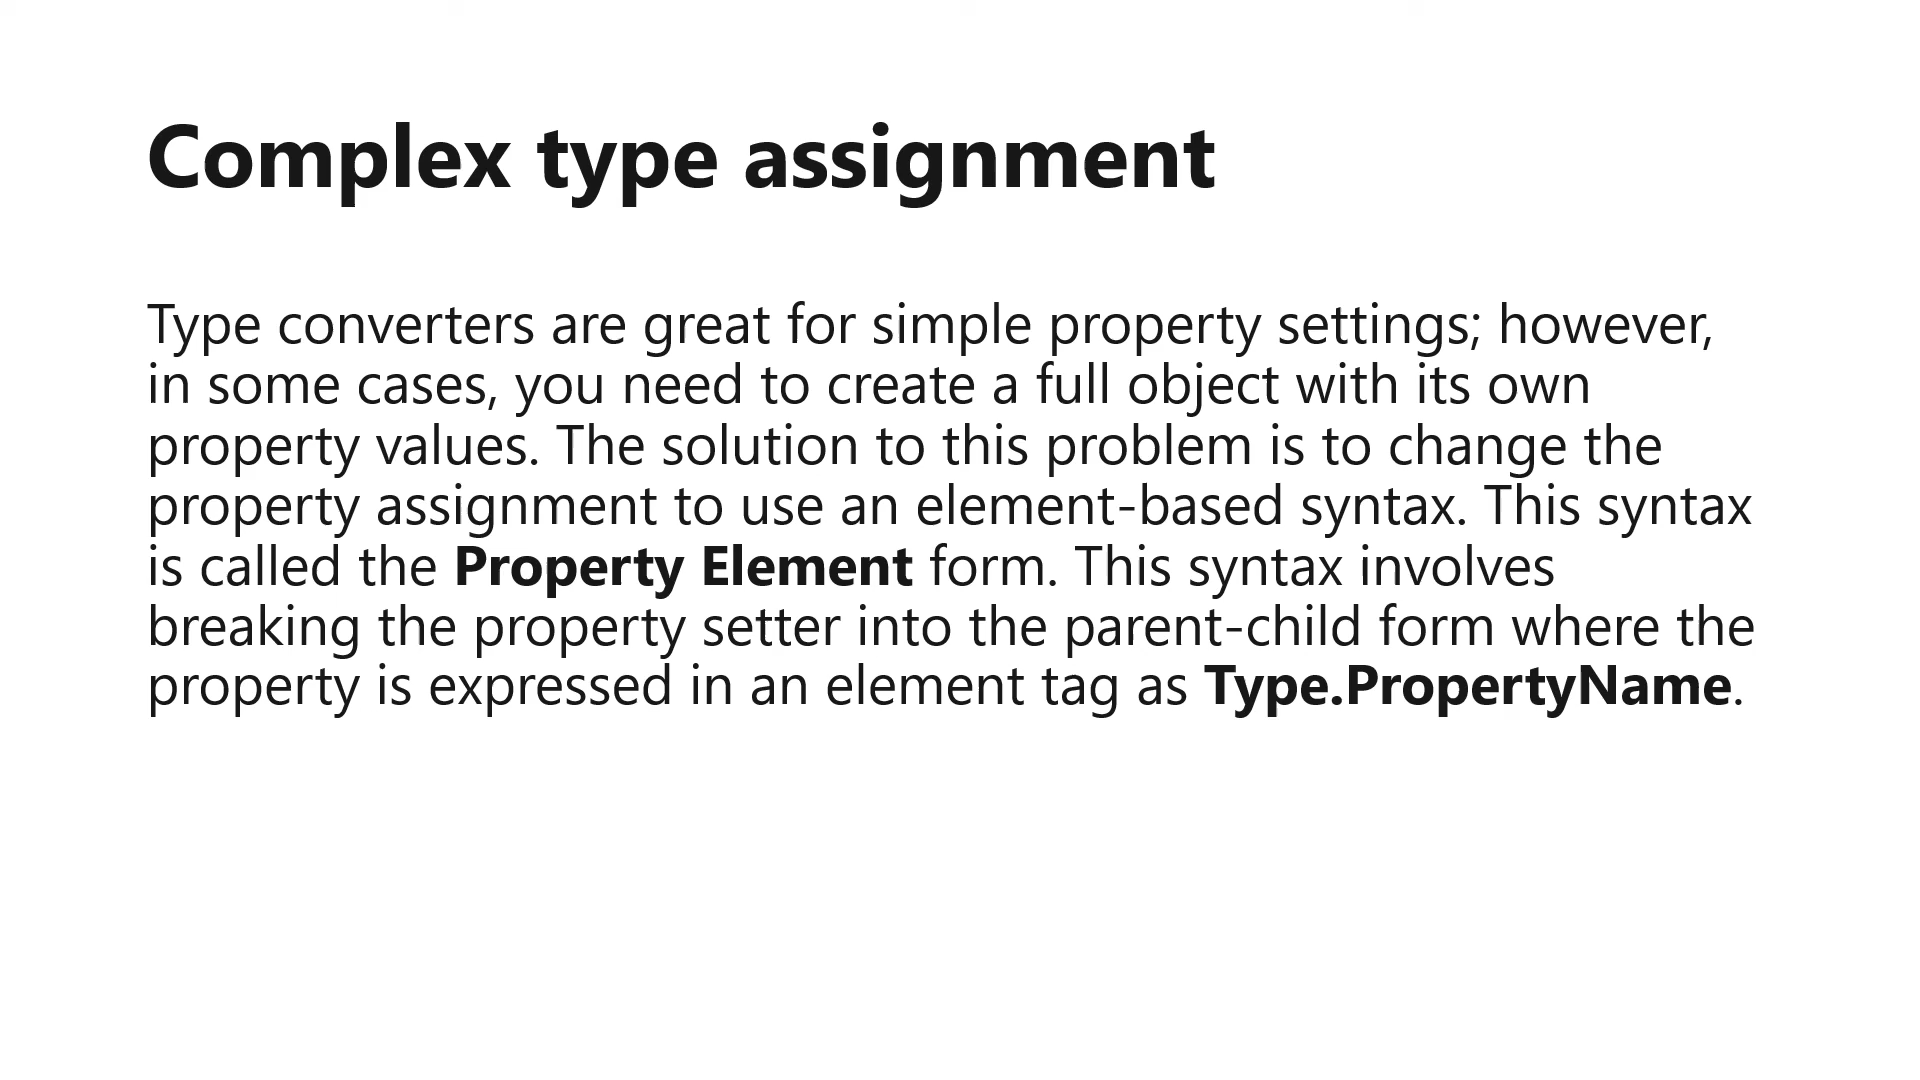 Complex type assignment
Type converters are great for simple property settings; however,
in some cases, you need to create a full object with its own
property values. The solution to this problem is to change the
property assignment to use an element-based syntax. This syntax
is called the Property Element form. This syntax involves
breaking the property setter into the parent-child form where the
property is expressed in an element tag as Type.PropertyName.